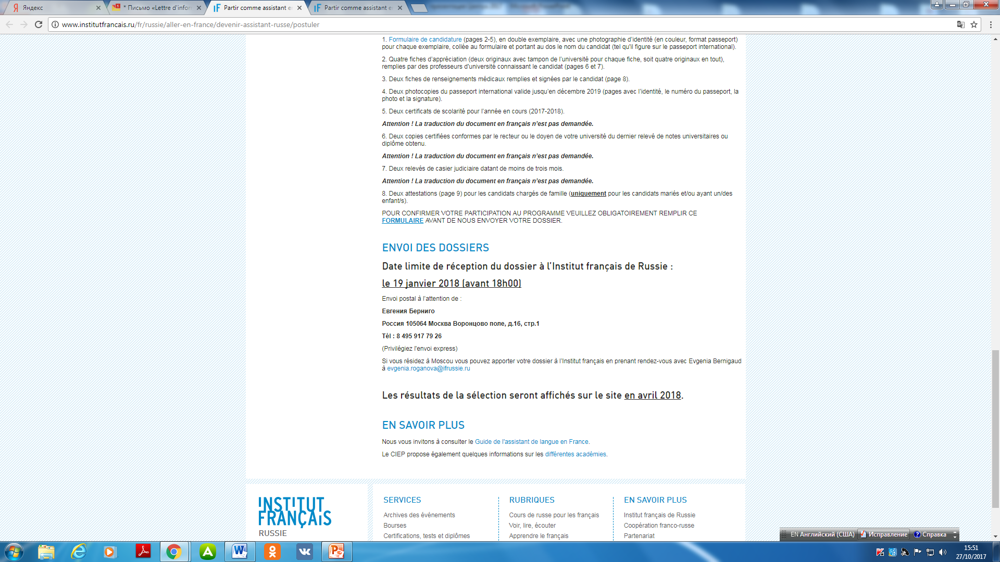 Яндекс
* Письмо «Lettre d'infor
Partir comme assistant e
Partir comme assistant e
www.institutfrancais.ru/fr/russie/aller-en-france/devenir-assistant-russe/postuler
1. Formulaire de candidature (pages 2-5), en double exemplaire, avec une photographie d’identité (en couleur, format passeport)
pour chaque exemplaire, collée au formulaire et portant au dos le nom du candidat (tel qu'il figure sur le passeport international).
2. Quatre fiches d’appréciation (deux originaux avec tampon de l’université pour chaque fiche, soit quatre originaux en tout),
remplies par des professeurs d'université connaissant le candidat (pages 6 et 7).
3. Deux fiches de renseignements médicaux remplies et signées par le candidat (page 8).
4. Deux photocopies du passeport international valide jusqu’en décembre 2019 (pages avec l’identité, le numéro du passeport, la
photo et la signature).
5. Deux certificats de scolarité pour l’année en cours (2017-2018).
Attention ! La traduction du document en français n’est pas demandée.
6. Deux copies certifiées conformes par le recteur ou le doyen de votre université du dernier relevé de notes universitaires ou
diplôme obtenu.
Attention ! La traduction du document en français n’est pas demandée.
7. Deux relevés de casier judiciaire datant de moins de trois mois.
Attention ! La traduction du document en français n’est pas demandée.
8. Deux attestations (page 9) pour les candidats chargés de famille (uniquement pour les candidats mariés et/ou ayant un/des
enfant/s).
POUR CONFIRMER VOTRE PARTICIPATION AU PROGRAMME VEUILLEZ OBLIGATOIREMENT REMPLIR CE
FORMULAIRE AVANT DE NOUS ENVOYER VOTRE DOSSIER.
ENVOI DES DOSSIERS
Date limite de réception du dossier à l’Institut français de Russie :
le 19 janvier 2018 (avant 18h00)
Envoi postal à l’attention de :
Евгения Берниго
Россия 105064 Москва Воронцово поле, д.16, стр.1
Tél : 8 495 917 79 26
(Privilégiez l'envoi express)
Si vous résidez à Moscou vous pouvez apporter votre dossier à l’Institut français en prenant rendez-vous avec Evgenia Bernigaud
à evgenia.roganova@ifrussie.ru
Les résultats de la sélection seront affichés sur le site en avril 2018.
EN SAVOIR PLUS
Nous vous invitons à consulter le Guide de l'assistant de langue en France.
Le CIEP propose également quelques informations sur les différentes académies.
INSTITUT
FRANÇAIS
RUSSIE
SERVICES
Archives des événements
Bourses
Certifications, tests et diplômes
RUBRIQUES
Cours de russe pour les français
Voir, lire, écouter
Apprendre le français
EN SAVOIR PLUS
Institut français de Russie
Coopération franco-russe
Partenariat
EN Английский (США) Исправление Справка
15:51
27/10/2017